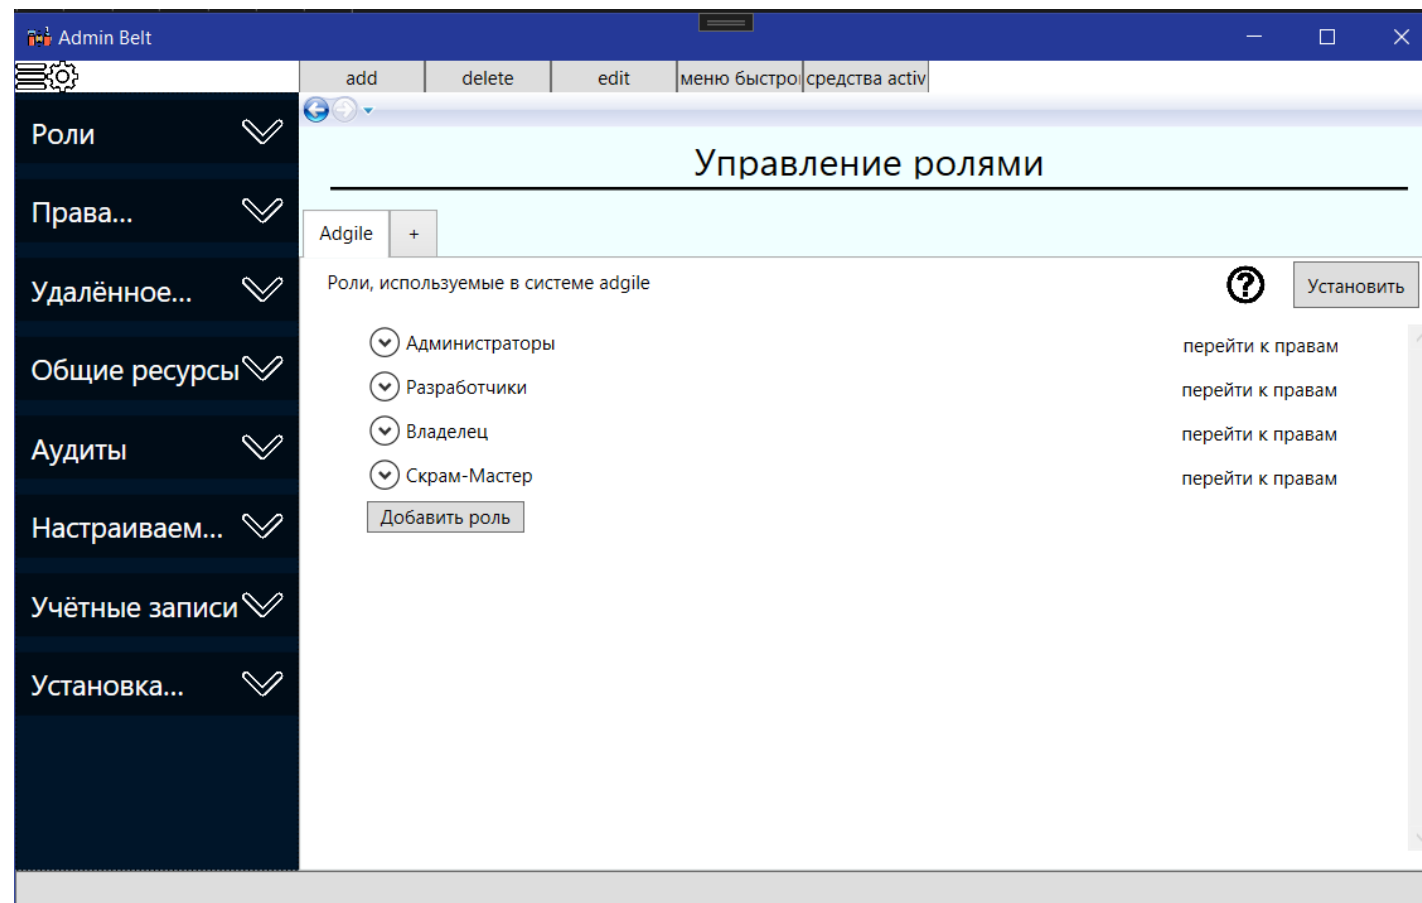 Admin Belt
add delete edit меню быстро средства activ
Роли
Права...
Удалённое...
Общие ресурсы
Аудиты
Настраиваем...
Учётные записи
Установка...
Управление ролями
Adgile +
Роли, используемые в системе adgile ? Установить
Администраторы перейти к правам
Разработчики перейти к правам
Владелец перейти к правам
Скрам-Мастер перейти к правам
Добавить роль